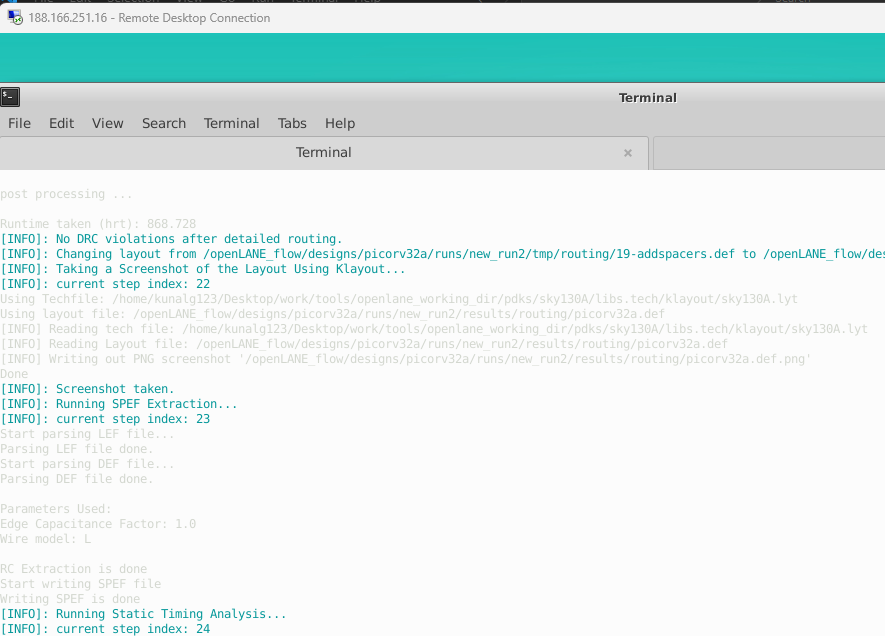 188.166.251.16 - Remote Desktop Connection
Terminal
File Edit View Search Terminal Tabs Help
Terminal ×
post processing ...
Runtime taken (hrt): 868.728
[INFO]: No DRC violations after detailed routing.
[INFO]: Changing layout from /openLANE_flow/designs/picorv32a/runs/new_run2/tmp/routing/19-addspacers.def to /openLANE_flow/des
[INFO]: Taking a Screenshot of the Layout Using Klayout...
[INFO]: current step index: 22
Using Techfile: /home/kunalg123/Desktop/work/tools/openlane_working_dir/pdks/sky130A/libs.tech/klayout/sky130A.lyt
Using layout file: /openLANE_flow/designs/picorv32a/runs/new_run2/results/routing/picorv32a.def
[INFO] Reading tech file: /home/kunalg123/Desktop/work/tools/openlane_working_dir/pdks/sky130A/libs.tech/klayout/sky130A.lyt
[INFO] Reading Layout file: /openLANE_flow/designs/picorv32a/runs/new_run2/results/routing/picorv32a.def
[INFO] Writing out PNG screenshot '/openLANE_flow/designs/picorv32a/runs/new_run2/results/routing/picorv32a.def.png'
Done
[INFO]: Screenshot taken.
[INFO]: Running SPEF Extraction...
[INFO]: current step index: 23
Start parsing LEF file...
Parsing LEF file done.
Start parsing DEF file...
Parsing DEF file done.
Parameters Used:
Edge Capacitance Factor: 1.0
Wire model: L
RC Extraction is done
Start writing SPEF file
Writing SPEF is done
[INFO]: Running Static Timing Analysis...
[INFO]: current step index: 24